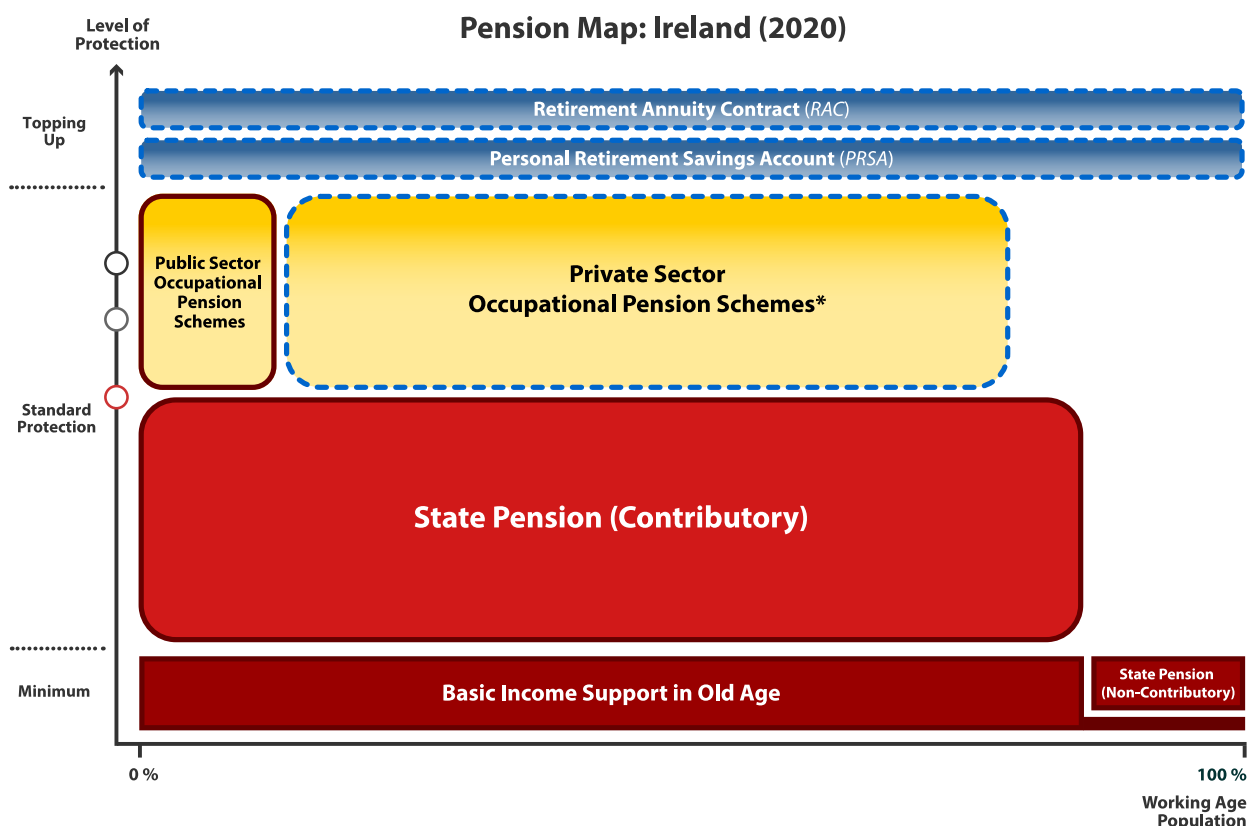 Pension Map: Ireland (2020)
Level of
Protection
Topping
Up
Retirement Annuity Contract (RAC)
Personal Retirement Savings Account (PRSA)
Public Sector
Occupational
Pension
Schemes
Private Sector
Occupational Pension Schemes*
Standard
Protection
State Pension (Contributory)
Minimum
Basic Income Support in Old Age
State Pension
(Non-Contributory)
0 %
100 %
Working Age
Population